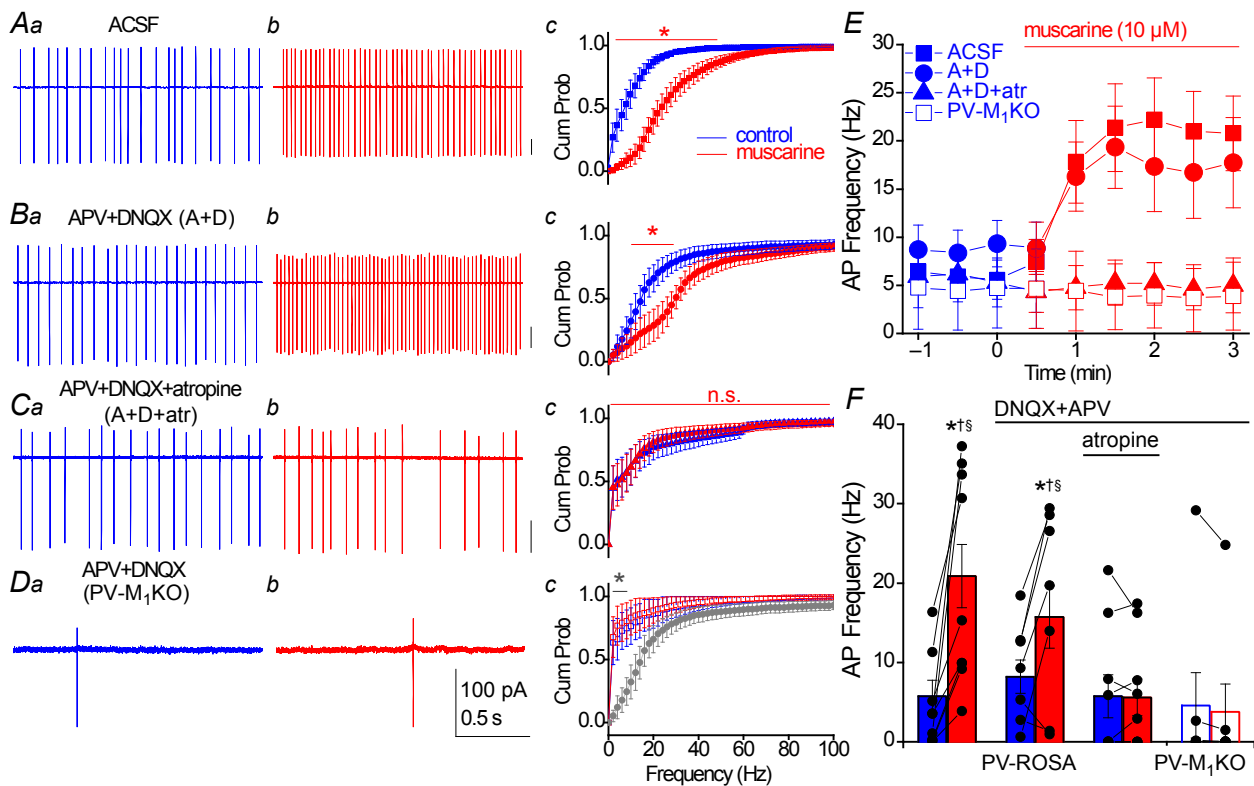 Aa ACSF b c
1.0
0.5
0.0
Cum Prob
*
control
muscarine
Ba APV+DNQX (A+D) b c
1.0
0.5
0.0
Cum Prob
*
APV+DNQX+atropine
Ca (A+D+atr) b c
1.0
0.5
0.0
Cum Prob
n.s.
Da APV+DNQX b c
(PV-M₁KO)
100 pA
0.5 s
1.0
0.5
0.0
Cum Prob
*
0 20 40 60 80 100
Frequency (Hz)
E muscarine (10 µM)
30
25
20
15
10
5
0
AP Frequency (Hz)
ACSF
A+D
A+D+atr
PV-M₁KO
–1 0 1 2 3
Time (min)
F DNQX+APV
atropine
40
30
20
10
0
AP Frequency (Hz)
*†§
*†§
PV-ROSA PV-M₁KO